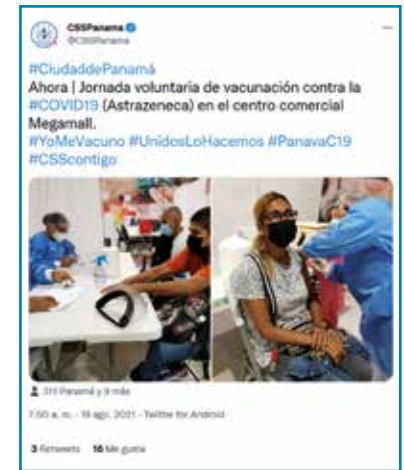 CSSPanama
@CSSPanama
#CiudaddePanamá
Ahora | Jornada voluntaria de vacunación contra la
#COVID19 (Astrazeneca) en el centro comercial
Megamall.
#YoMeVacuno #UnidosLoHacemos #PanavaC19
#CSScontigo
311 Panamá y 9 más
7:50 a. m. · 18 ago. 2021 · Twitter for Android
3 Retweets 16 Me gusta